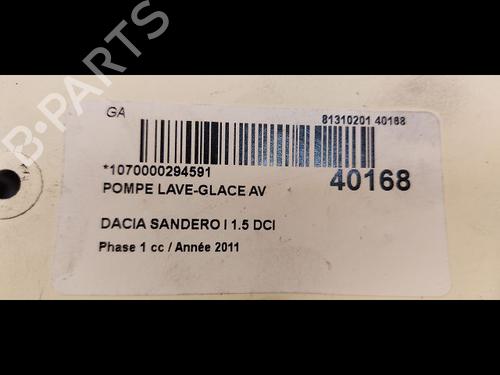 GA
81310201 40168
*1070000294591
40168
POMPE LAVE-GLACE AV
DACIA SANDERO I 1.5 DCI
Phase 1 cc / Année 2011
B-PARTS